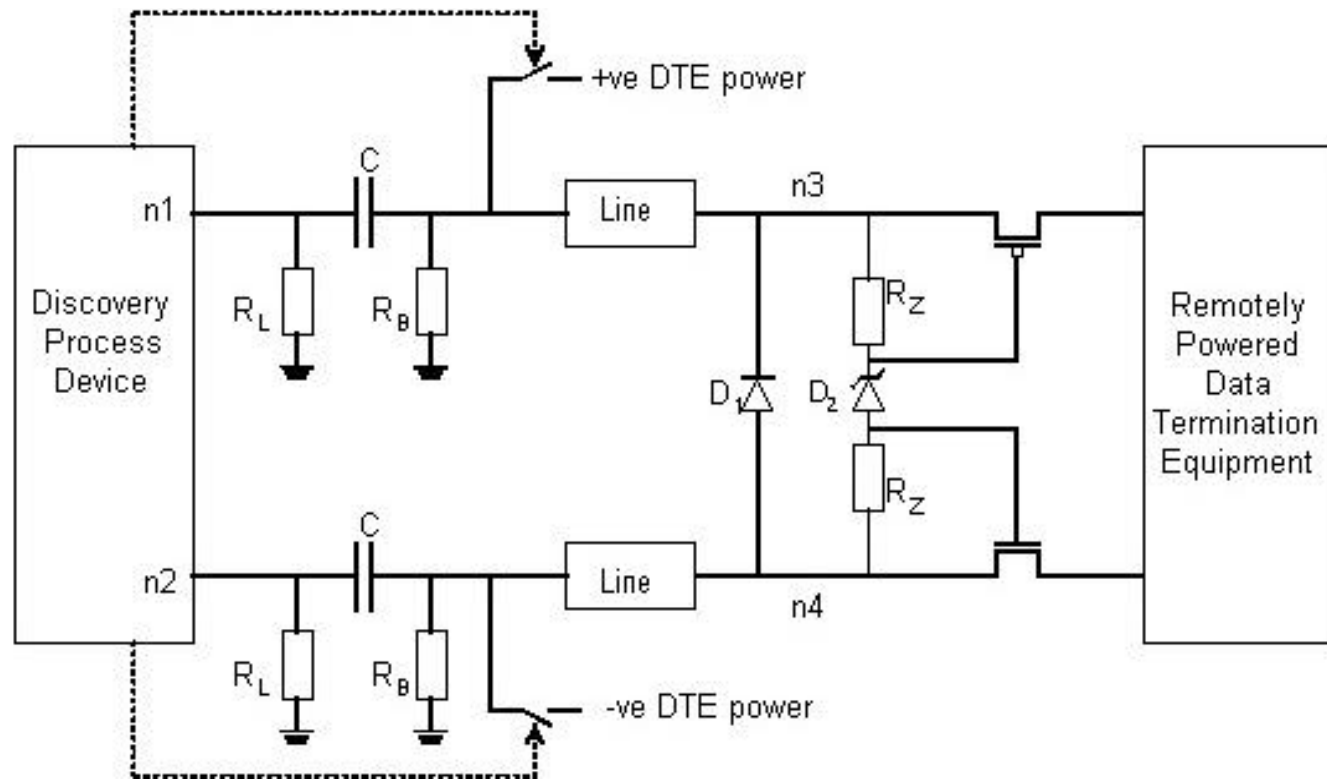 +ve DTE power
C
n1
Line
n3
Discovery
Process
Device
R_L
R_B
R_Z
D_1
D_2
R_Z
Remotely
Powered
Data
Termination
Equipment
C
n2
Line
n4
R_L
R_B
-ve DTE power